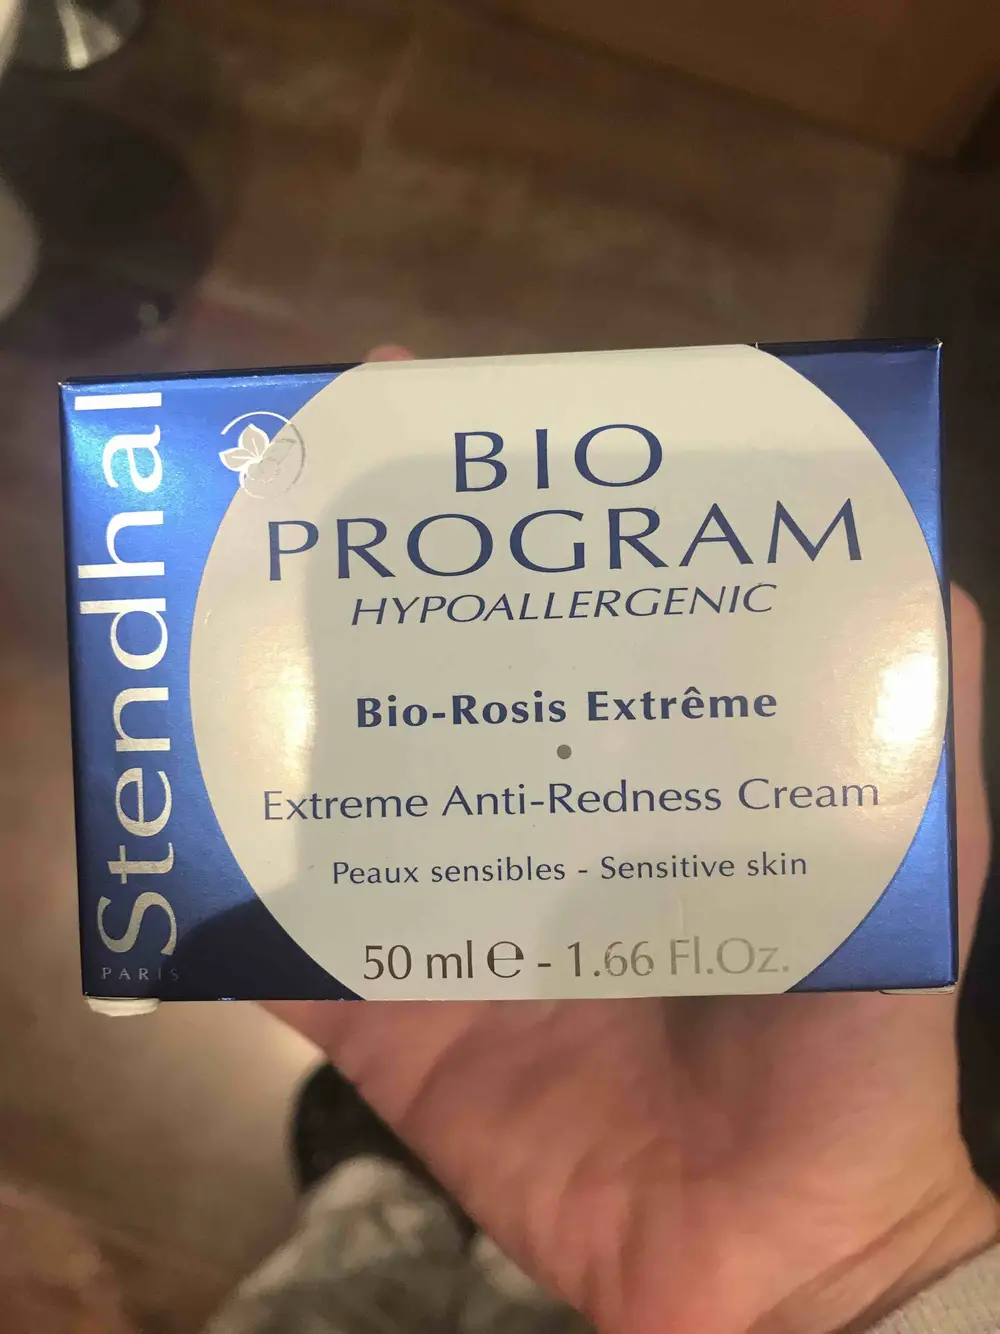 Stendhal
PARIS
BIO
PROGRAM
HYPOALLERGENIC
Bio-Rosis Extrême
Extreme Anti-Redness Cream
Peaux sensibles - Sensitive skin
50 ml e - 1.66 Fl.Oz.